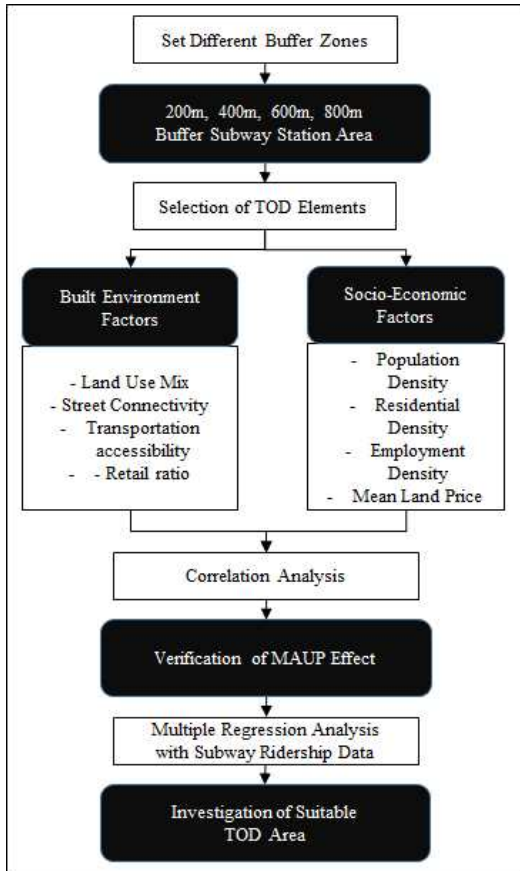 Set Different Buffer Zones
200m, 400m, 600m, 800m
Buffer Subway Station Area
Selection of TOD Elements
Built Environment
Factors
- Land Use Mix
- Street Connectivity
- Transportation
accessibility
- - Retail ratio
Socio-Economic
Factors
- Population
Density
- Residential
Density
- Employment
Density
- Mean Land Price
Correlation Analysis
Verification of MAUP Effect
Multiple Regression Analysis
with Subway Ridership Data
Investigation of Suitable
TOD Area